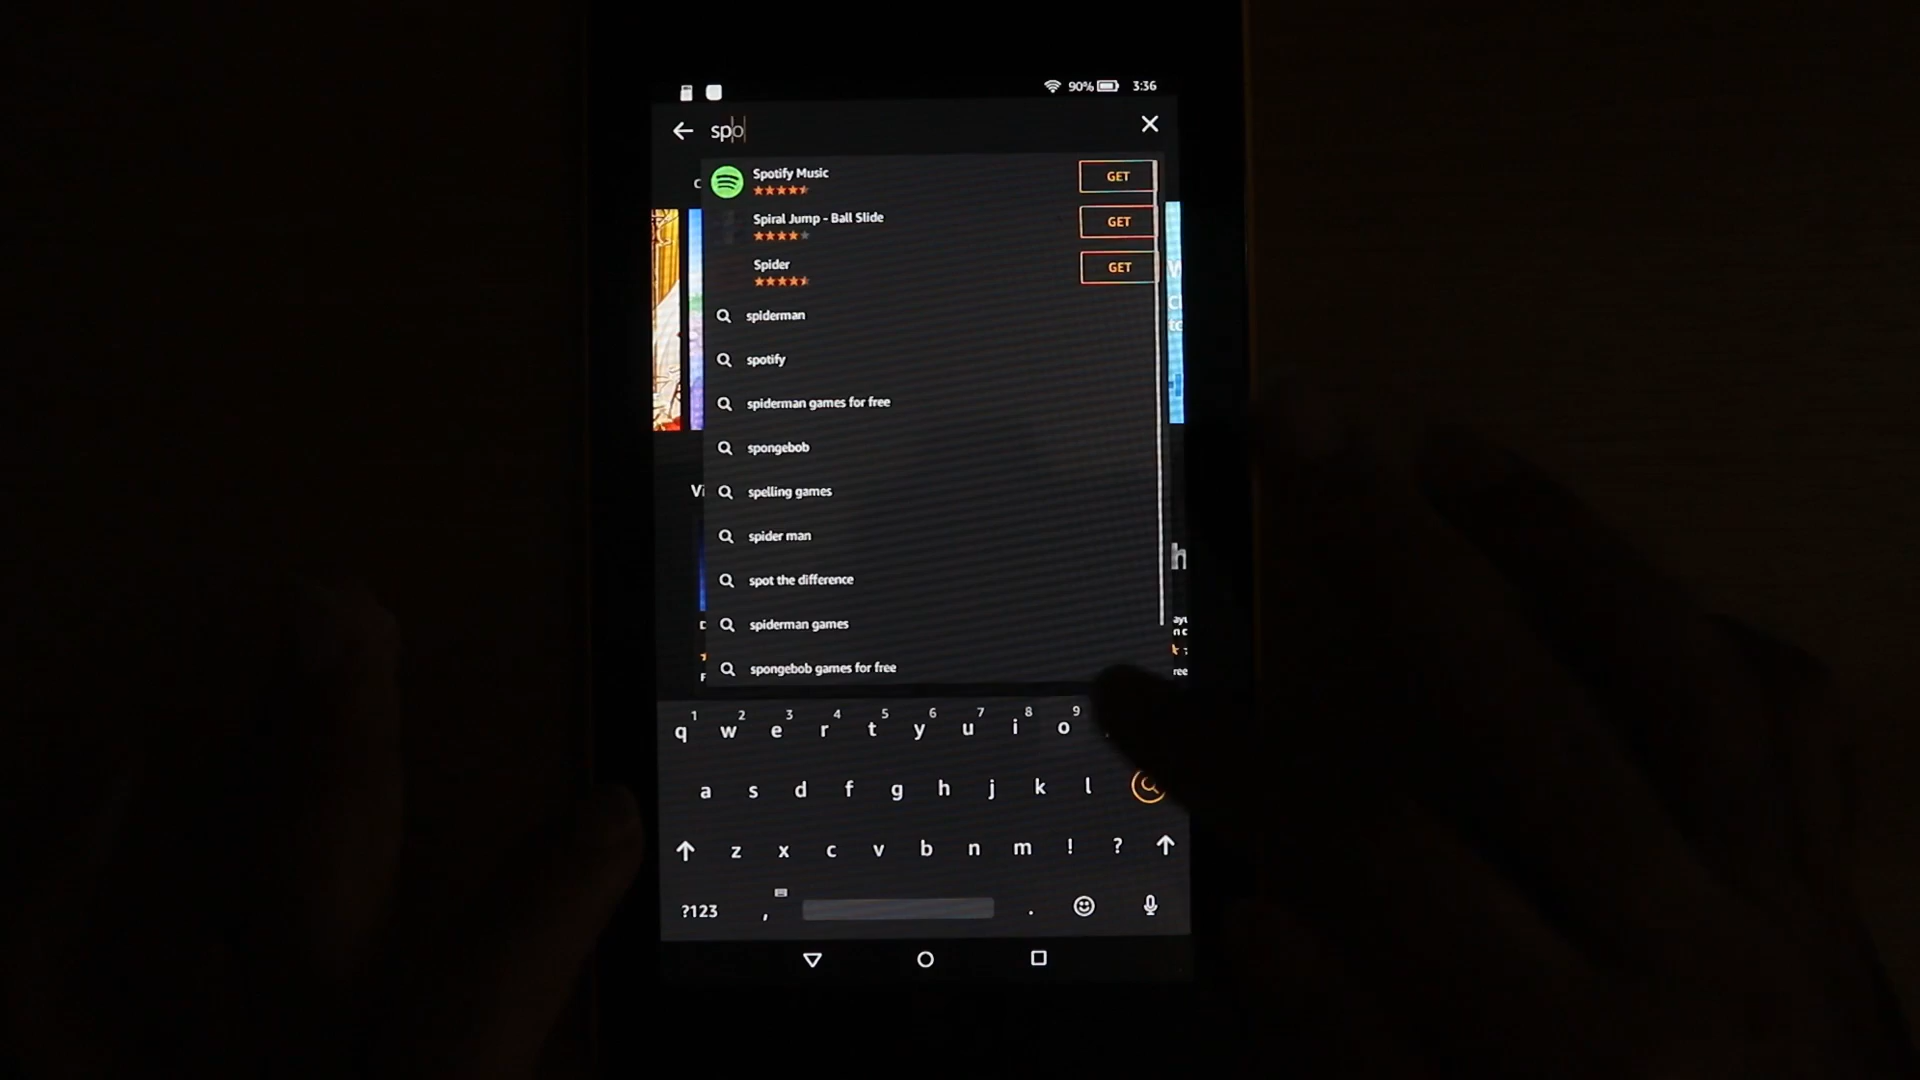 90% 3:36
spo
Spotify Music
GET
Spiral Jump - Ball Slide
GET
Spider
GET
spiderman
spotify
spiderman games for free
spongebob
spelling games
spider man
spot the difference
spiderman games
spongebob games for free
Vi
h
ree
1 2 3 4 5 6 7 8 9
q w e r t y u i o
a s d f g h j k l
z x c v b n m ! ?
?123 , .